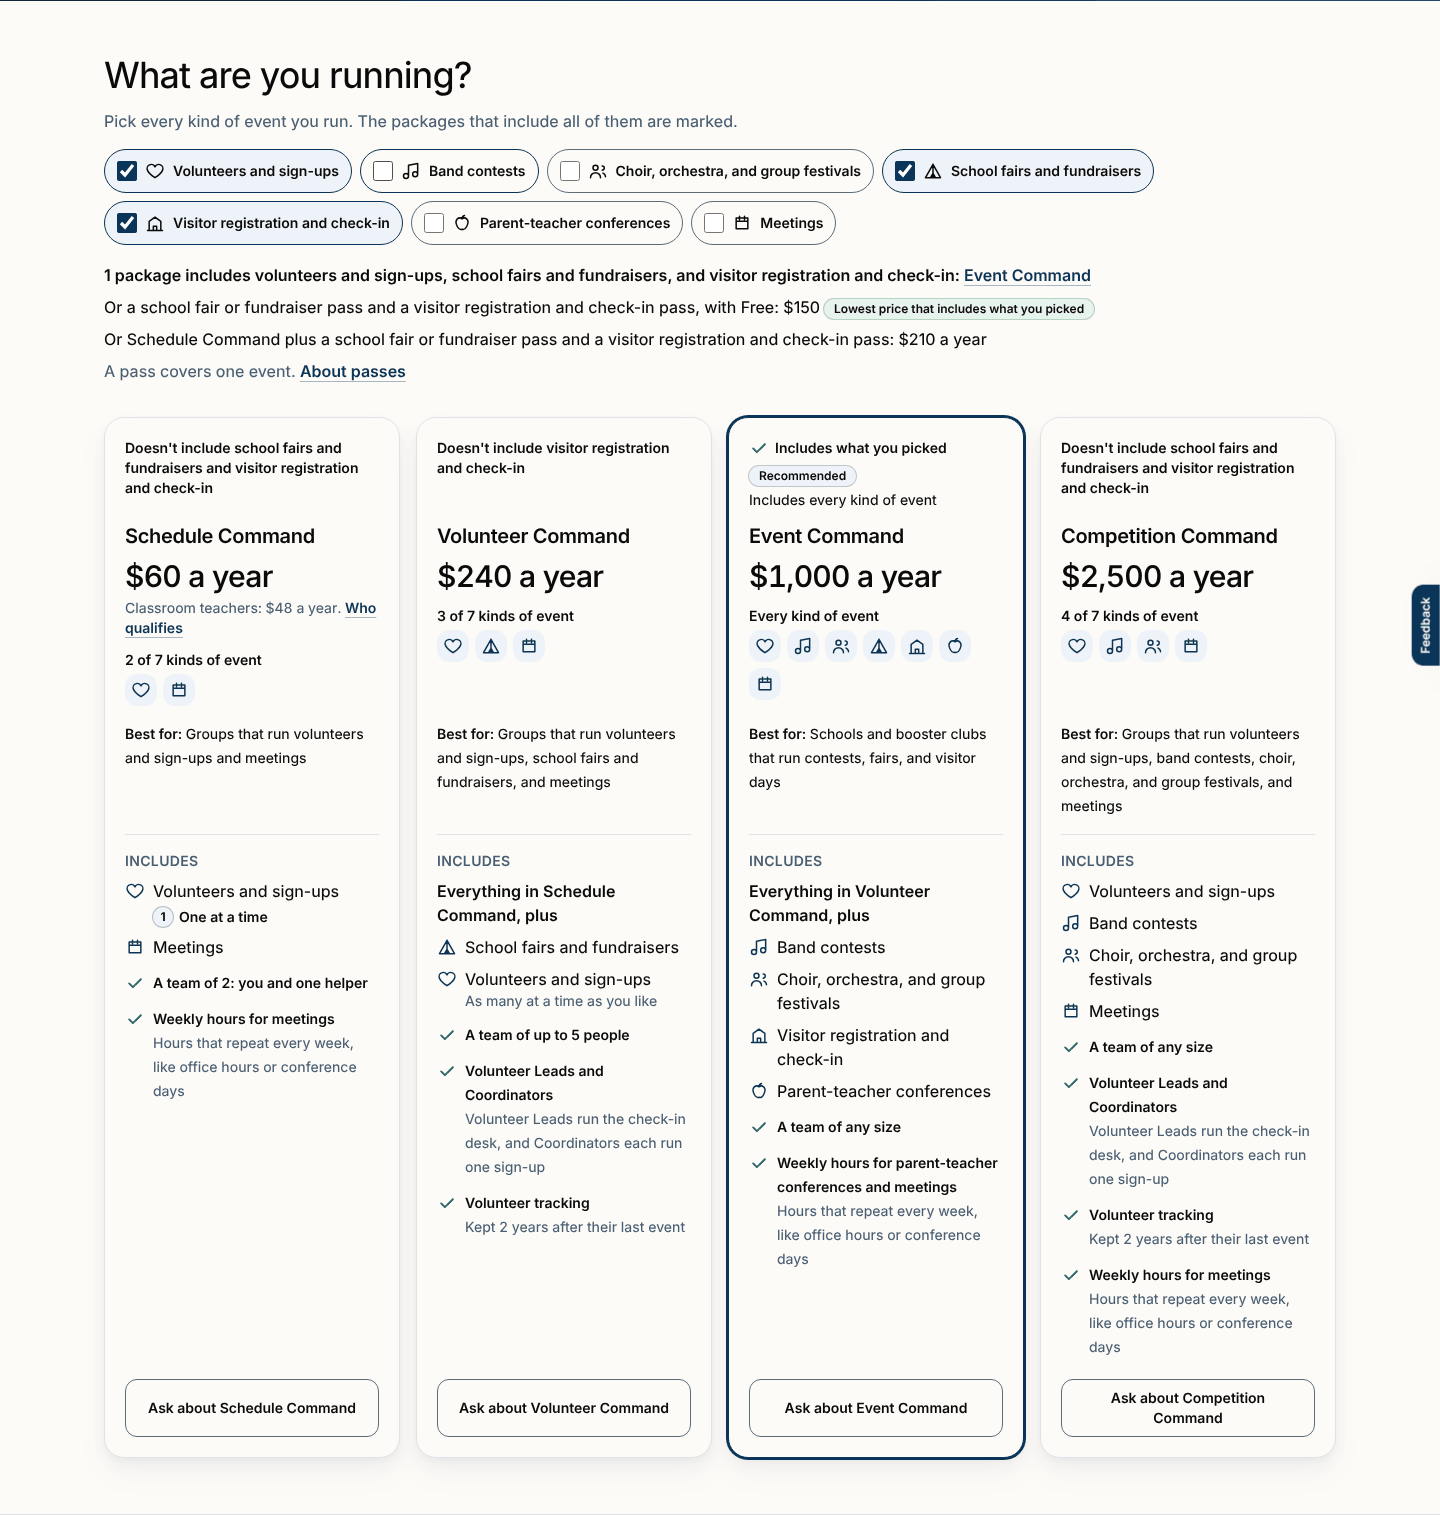 What are you running?
Pick every kind of event you run. The packages that include all of them are marked.
Volunteers and sign-ups
Band contests
Choir, orchestra, and group festivals
School fairs and fundraisers
Visitor registration and check-in
Parent-teacher conferences
Meetings
1 package includes volunteers and sign-ups, school fairs and fundraisers, and visitor registration and check-in: Event Command
Or a school fair or fundraiser pass and a visitor registration and check-in pass, with Free: $150 Lowest price that includes what you picked
Or Schedule Command plus a school fair or fundraiser pass and a visitor registration and check-in pass: $210 a year
A pass covers one event. About passes
Doesn't include school fairs and
fundraisers and visitor registration
and check-in
Schedule Command
$60 a year
Classroom teachers: $48 a year. Who
qualifies
2 of 7 kinds of event
Best for: Groups that run volunteers
and sign-ups and meetings
INCLUDES
Volunteers and sign-ups
1 One at a time
Meetings
A team of 2: you and one helper
Weekly hours for meetings
Hours that repeat every week,
like office hours or conference
days
Ask about Schedule Command
Doesn't include visitor registration
and check-in
Volunteer Command
$240 a year
3 of 7 kinds of event
Best for: Groups that run volunteers
and sign-ups, school fairs and
fundraisers, and meetings
INCLUDES
Everything in Schedule
Command, plus
School fairs and fundraisers
Volunteers and sign-ups
As many at a time as you like
A team of up to 5 people
Volunteer Leads and
Coordinators
Volunteer Leads run the check-in
desk, and Coordinators each run
one sign-up
Volunteer tracking
Kept 2 years after their last event
Ask about Volunteer Command
Includes what you picked
Recommended
Includes every kind of event
Event Command
$1,000 a year
Every kind of event
Best for: Schools and booster clubs
that run contests, fairs, and visitor
days
INCLUDES
Everything in Volunteer
Command, plus
Band contests
Choir, orchestra, and group
festivals
Visitor registration and
check-in
Parent-teacher conferences
A team of any size
Weekly hours for parent-teacher
conferences and meetings
Hours that repeat every week,
like office hours or conference
days
Ask about Event Command
Doesn't include school fairs and
fundraisers and visitor registration
and check-in
Competition Command
$2,500 a year
4 of 7 kinds of event
Best for: Groups that run volunteers
and sign-ups, band contests, choir,
orchestra, and group festivals, and
meetings
INCLUDES
Volunteers and sign-ups
Band contests
Choir, orchestra, and group
festivals
Meetings
A team of any size
Volunteer Leads and
Coordinators
Volunteer Leads run the check-in
desk, and Coordinators each run
one sign-up
Volunteer tracking
Kept 2 years after their last event
Weekly hours for meetings
Hours that repeat every week,
like office hours or conference
days
Ask about Competition
Command
Feedback